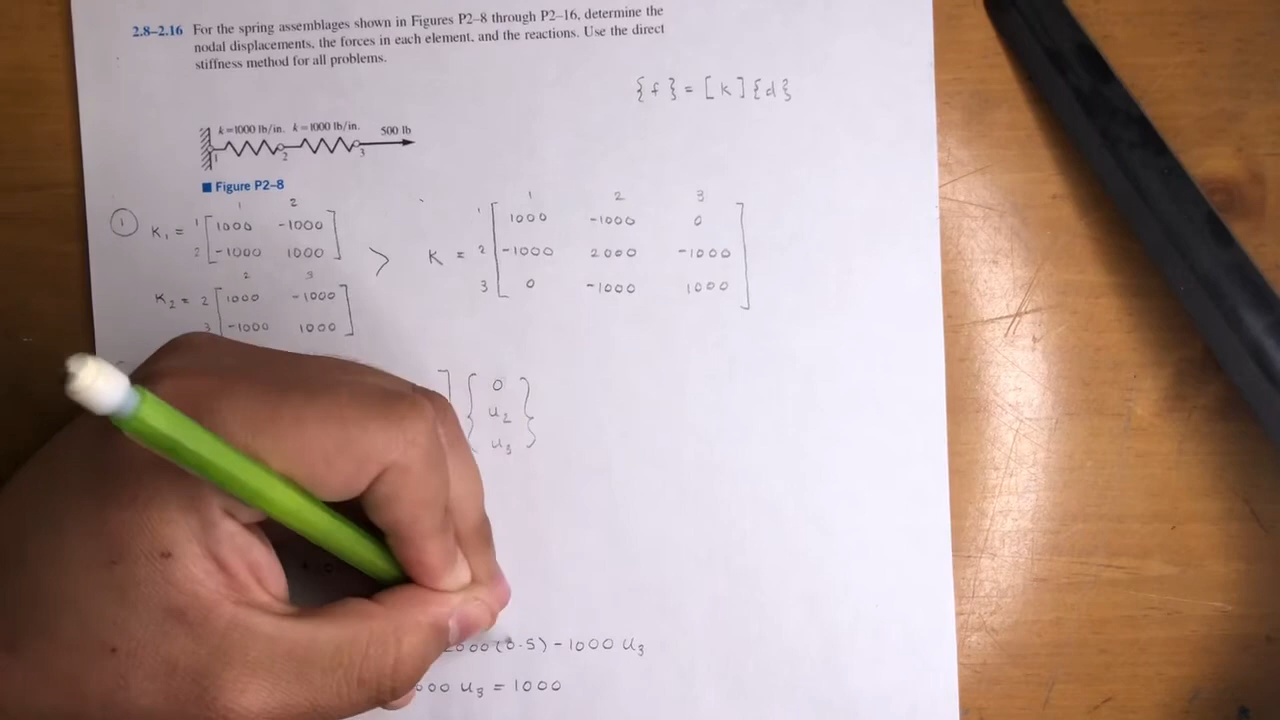 2.8–2.16 For the spring assemblages shown in Figures P2–8 through P2–16, determine the
nodal displacements, the forces in each element, and the reactions. Use the direct
stiffness method for all problems.
{f} = [K]{d}
k = 1000 lb/in. k = 1000 lb/in. 500 lb
1 2 3
■ Figure P2–8
1 2
① K₁ = 1 [1000 -1000]
2 [-1000 1000]
2 3
K₂ = 2 [1000 -1000]
3 [-1000 1000]
>
1 2 3
1 [1000 -1000 0]
K = 2 [-1000 2000 -1000]
3 [0 -1000 1000]
] { 0
u₂
u₃ }
(0.5) - 1000 u₃
u₃ = 1000